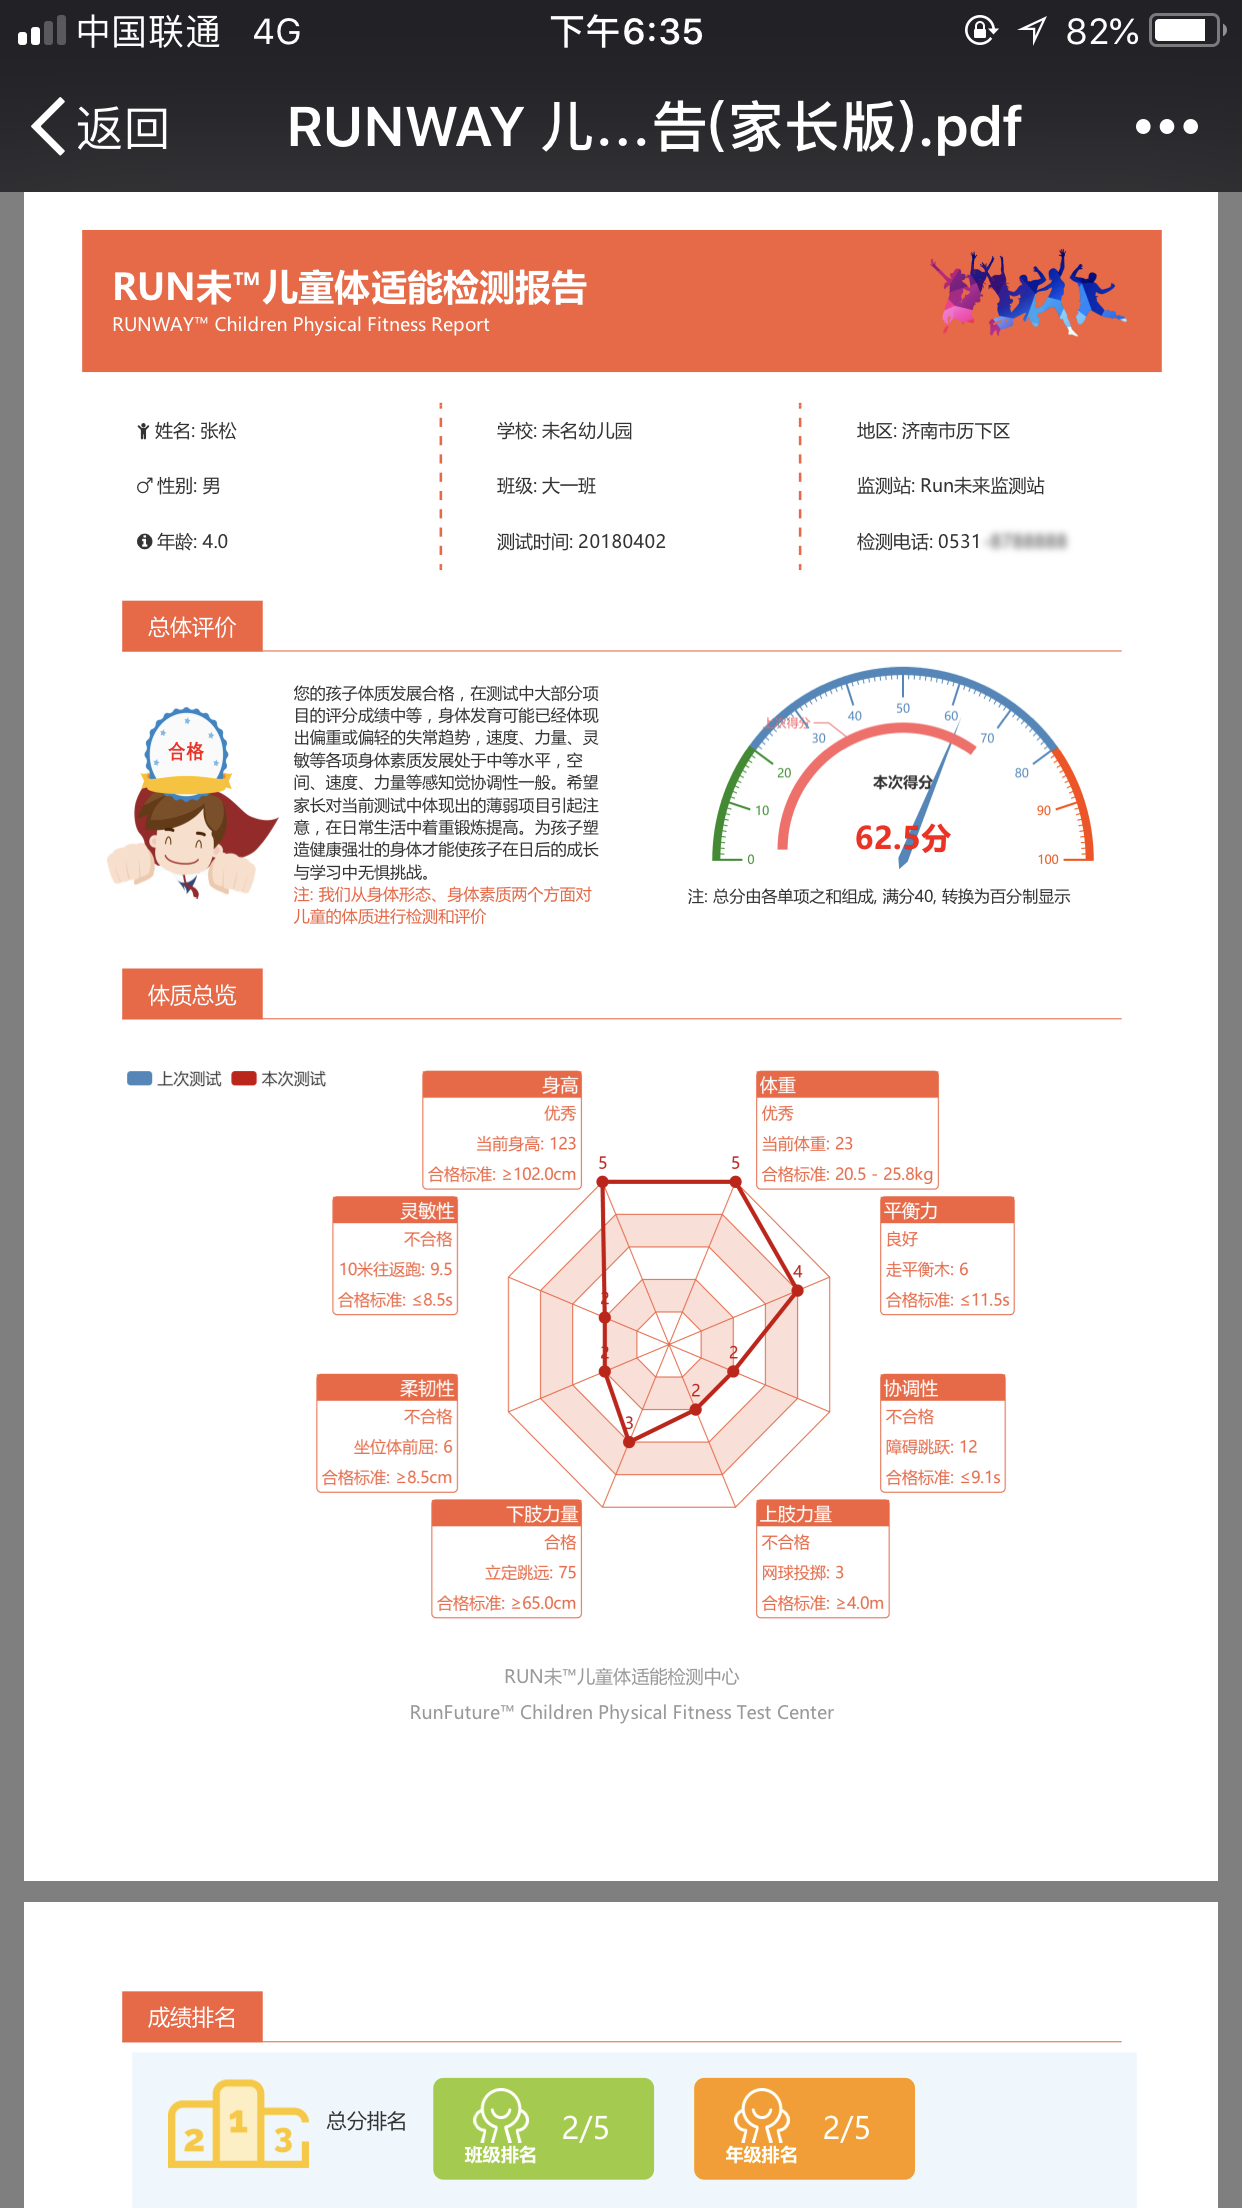 中国联通 4G 下午6:35 82%
返回 RUNWAY 儿...告(家长版).pdf
RUN未™儿童体适能检测报告
RUNWAY™ Children Physical Fitness Report
姓名: 张松
学校: 未名幼儿园
地区: 济南市历下区
性别: 男
班级: 大一班
监测站: Run未来监测站
年龄: 4.0
测试时间: 20180402
检测电话: 0531
总体评价
合格
您的孩子体质发展合格，在测试中大部分项
目的评分成绩中等，身体发育可能已经体现
出偏重或偏轻的失常趋势，速度、力量、灵
敏等各项身体素质发展处于中等水平，空
间、速度、力量等感知觉协调性一般。希望
家长对当前测试中体现出的薄弱项目引起注
意，在日常生活中着重锻炼提高。为孩子塑
造健康强壮的身体才能使孩子在日后的成长
与学习中无惧挑战。
注: 我们从身体形态、身体素质两个方面对
儿童的体质进行检测和评价
0
10
20
30
40
50
60
70
80
90
100
上次得分
本次得分
62.5分
注: 总分由各单项之和组成, 满分40, 转换为百分制显示
体质总览
上次测试 本次测试
身高
优秀
当前身高: 123
合格标准: ≥102.0cm
体重
优秀
当前体重: 23
合格标准: 20.5 - 25.8kg
灵敏性
不合格
10米往返跑: 9.5
合格标准: ≤8.5s
平衡力
良好
走平衡木: 6
合格标准: ≤11.5s
5
5
4
2
2
3
2
2
柔韧性
不合格
坐位体前屈: 6
合格标准: ≥8.5cm
协调性
不合格
障碍跳跃: 12
合格标准: ≤9.1s
下肢力量
合格
立定跳远: 75
合格标准: ≥65.0cm
上肢力量
不合格
网球投掷: 3
合格标准: ≥4.0m
RUN未™儿童体适能检测中心
RunFuture™ Children Physical Fitness Test Center
成绩排名
2 1 3
总分排名
班级排名 2/5
年级排名 2/5